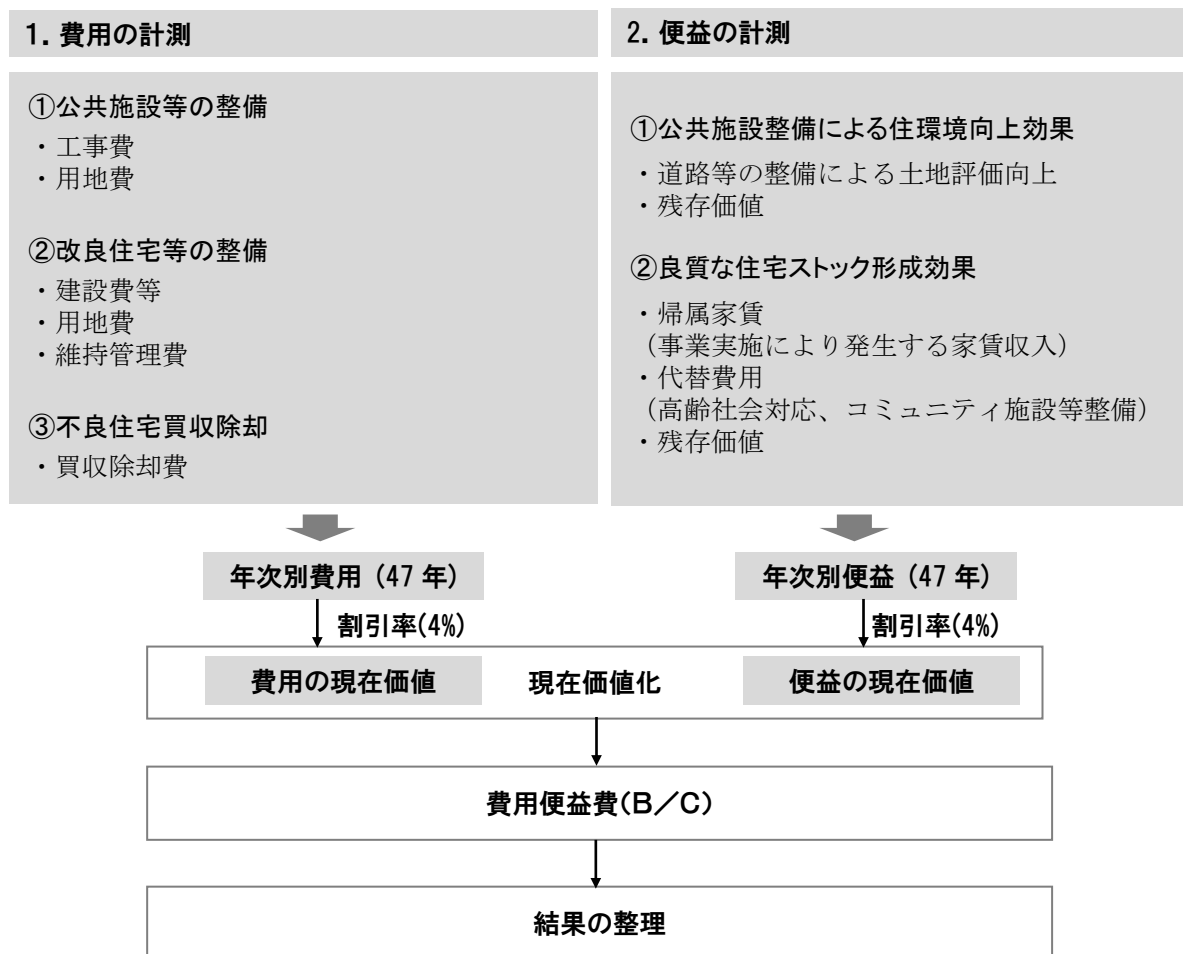 1．費用の計測
①公共施設等の整備
・工事費
・用地費
②改良住宅等の整備
・建設費等
・用地費
・維持管理費
③不良住宅買収除却
・買収除却費
2．便益の計測
①公共施設整備による住環境向上効果
・道路等の整備による土地評価向上
・残存価値
②良質な住宅ストック形成効果
・帰属家賃
（事業実施により発生する家賃収入）
・代替費用
（高齢社会対応、コミュニティ施設等整備）
・残存価値
年次別費用（47 年）
年次別便益（47 年）
割引率(4%)
割引率(4%)
費用の現在価値
現在価値化
便益の現在価値
費用便益費（Ｂ／Ｃ）
結果の整理